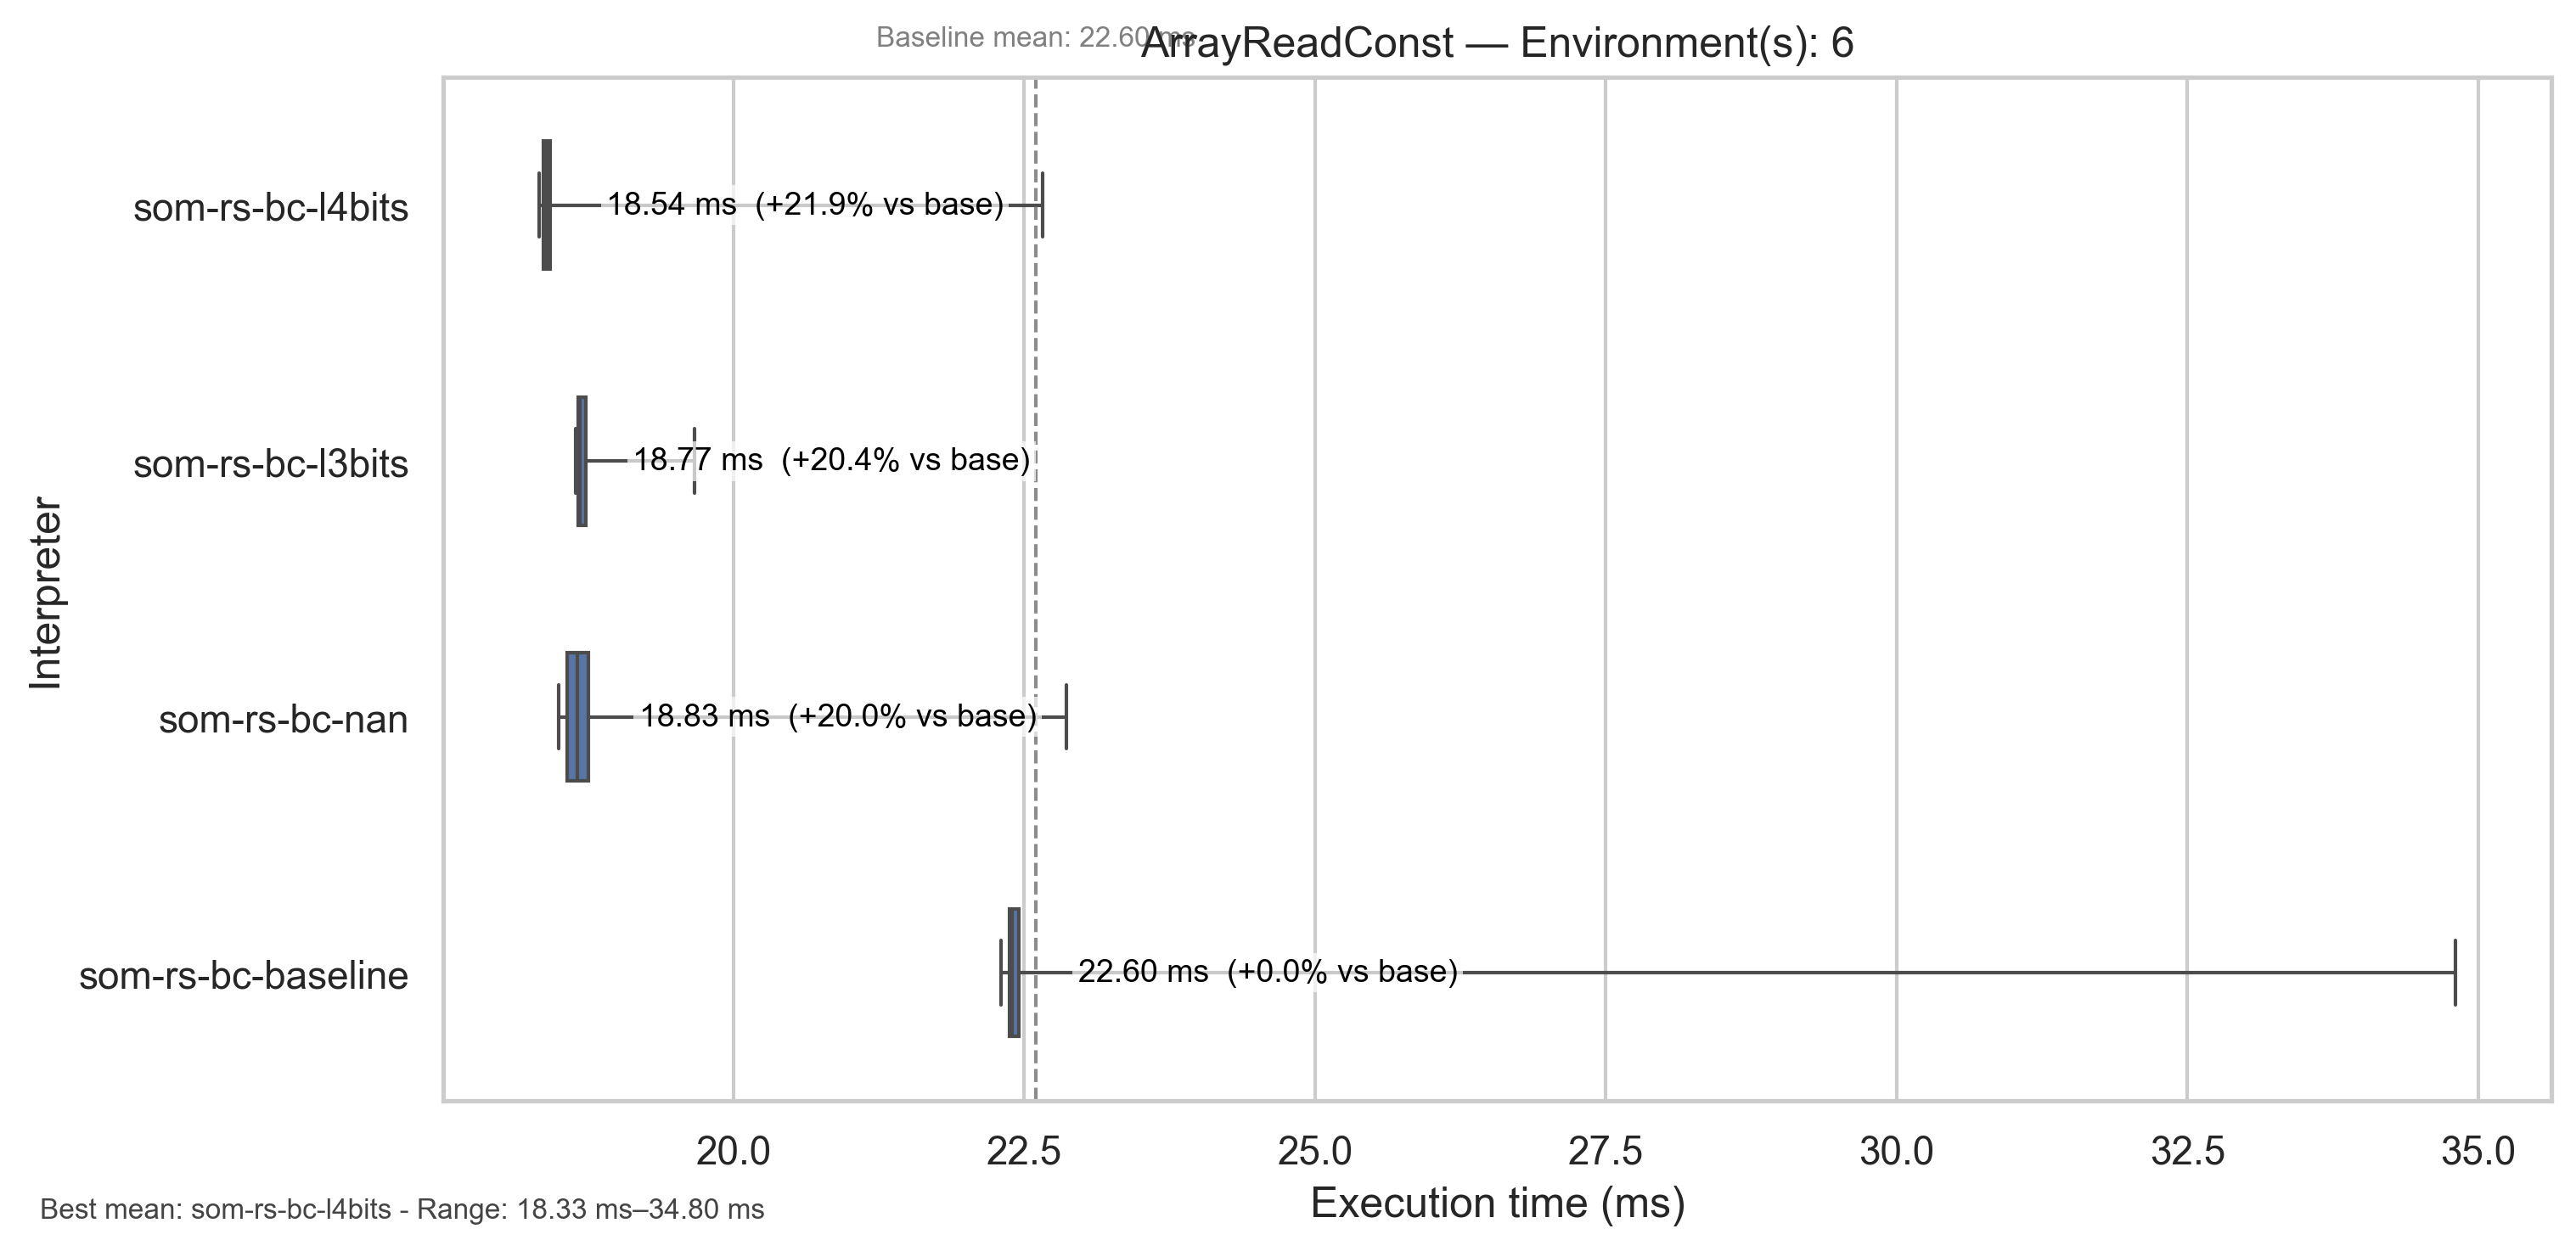 Baseline mean: 22.60 ms
ArrayReadConst — Environment(s): 6
Interpreter
som-rs-bc-l4bits
18.54 ms (+21.9% vs base)
som-rs-bc-l3bits
18.77 ms (+20.4% vs base)
som-rs-bc-nan
18.83 ms (+20.0% vs base)
som-rs-bc-baseline
22.60 ms (+0.0% vs base)
20.0 22.5 25.0 27.5 30.0 32.5 35.0
Execution time (ms)
Best mean: som-rs-bc-l4bits - Range: 18.33 ms–34.80 ms